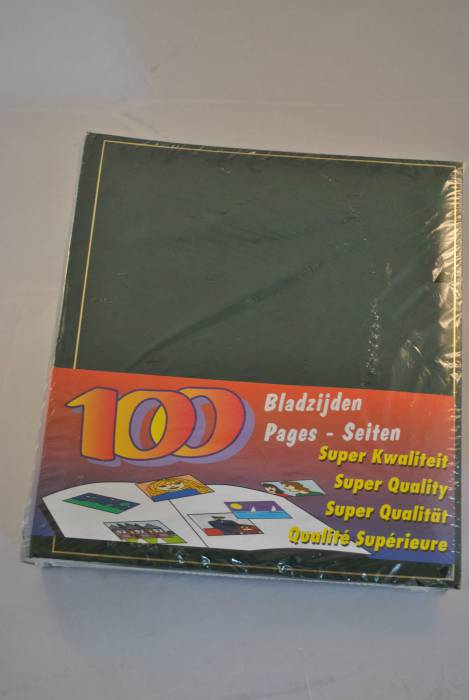 100
Bladzijden
Pages - Seiten
Super Kwaliteit
Super Quality
Super Qualität
Qualité Supérieure